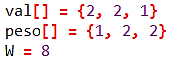 val[] = {2, 2, 1}
peso[] = {1, 2, 2}
W = 8